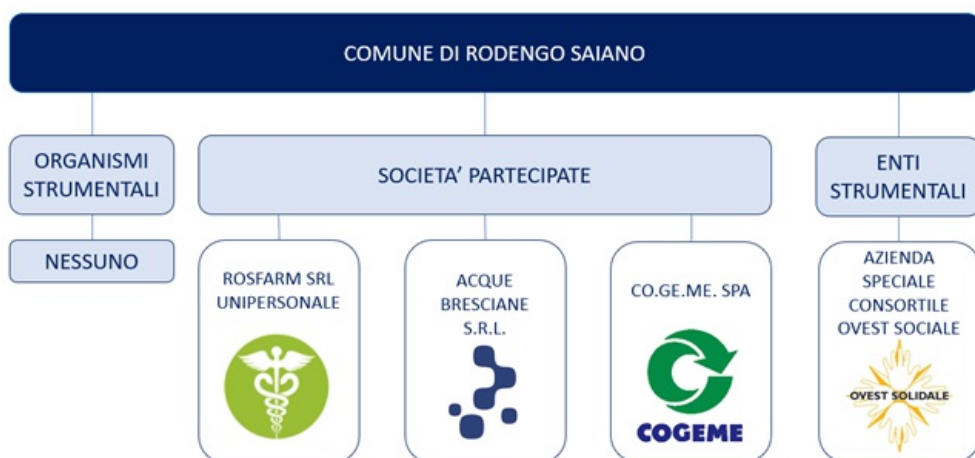 COMUNE DI RODENGO SAIANO
ORGANISMI
STRUMENTALI
SOCIETA’ PARTECIPATE
ENTI
STRUMENTALI
NESSUNO
ROSFARM SRL
UNIPERSONALE
ACQUE
BRESCIANE
S.R.L.
CO.GE.ME. SPA
COGEME
AZIENDA
SPECIALE
CONSORTILE
OVEST SOCIALE
OVEST SOLIDALE